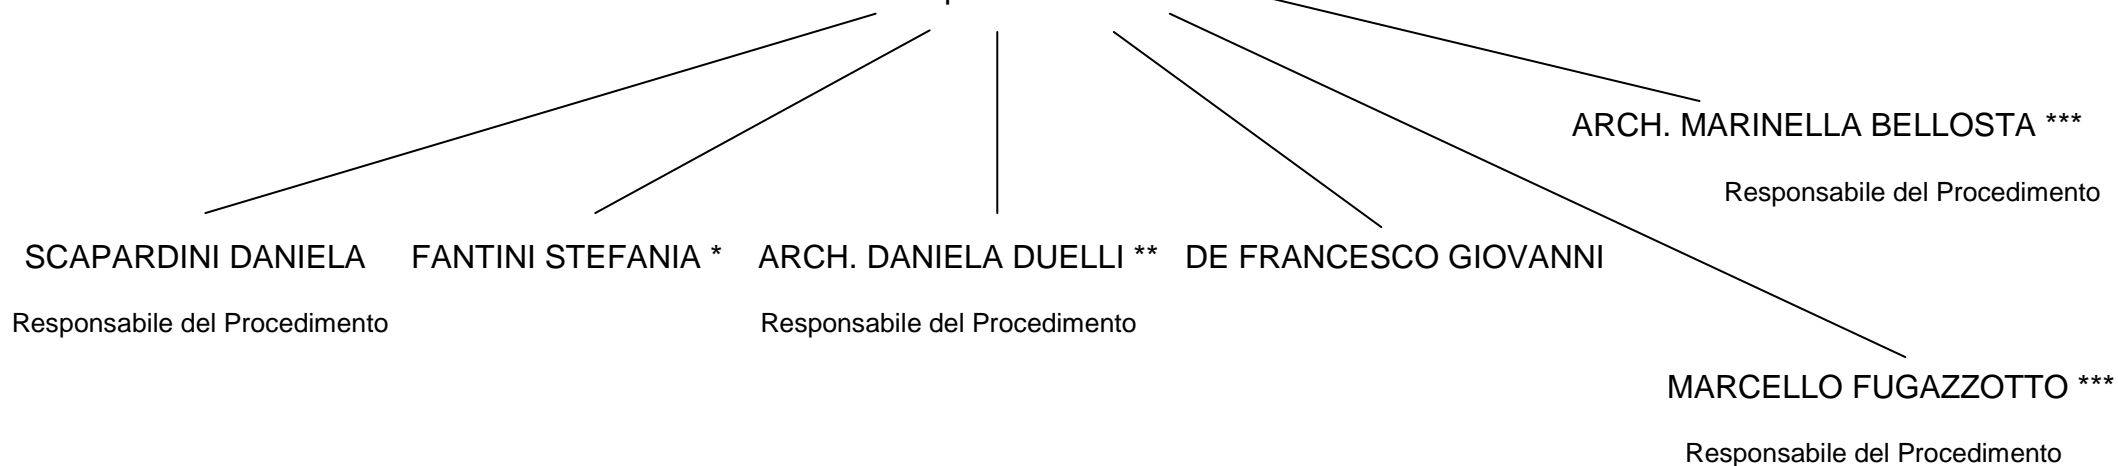 ARCH. MARINELLA BELLOSTA ***
Responsabile del Procedimento
SCAPARDINI DANIELA
FANTINI STEFANIA *
ARCH. DANIELA DUELLI **
DE FRANCESCO GIOVANNI
Responsabile del Procedimento
Responsabile del Procedimento
MARCELLO FUGAZZOTTO ***
Responsabile del Procedimento